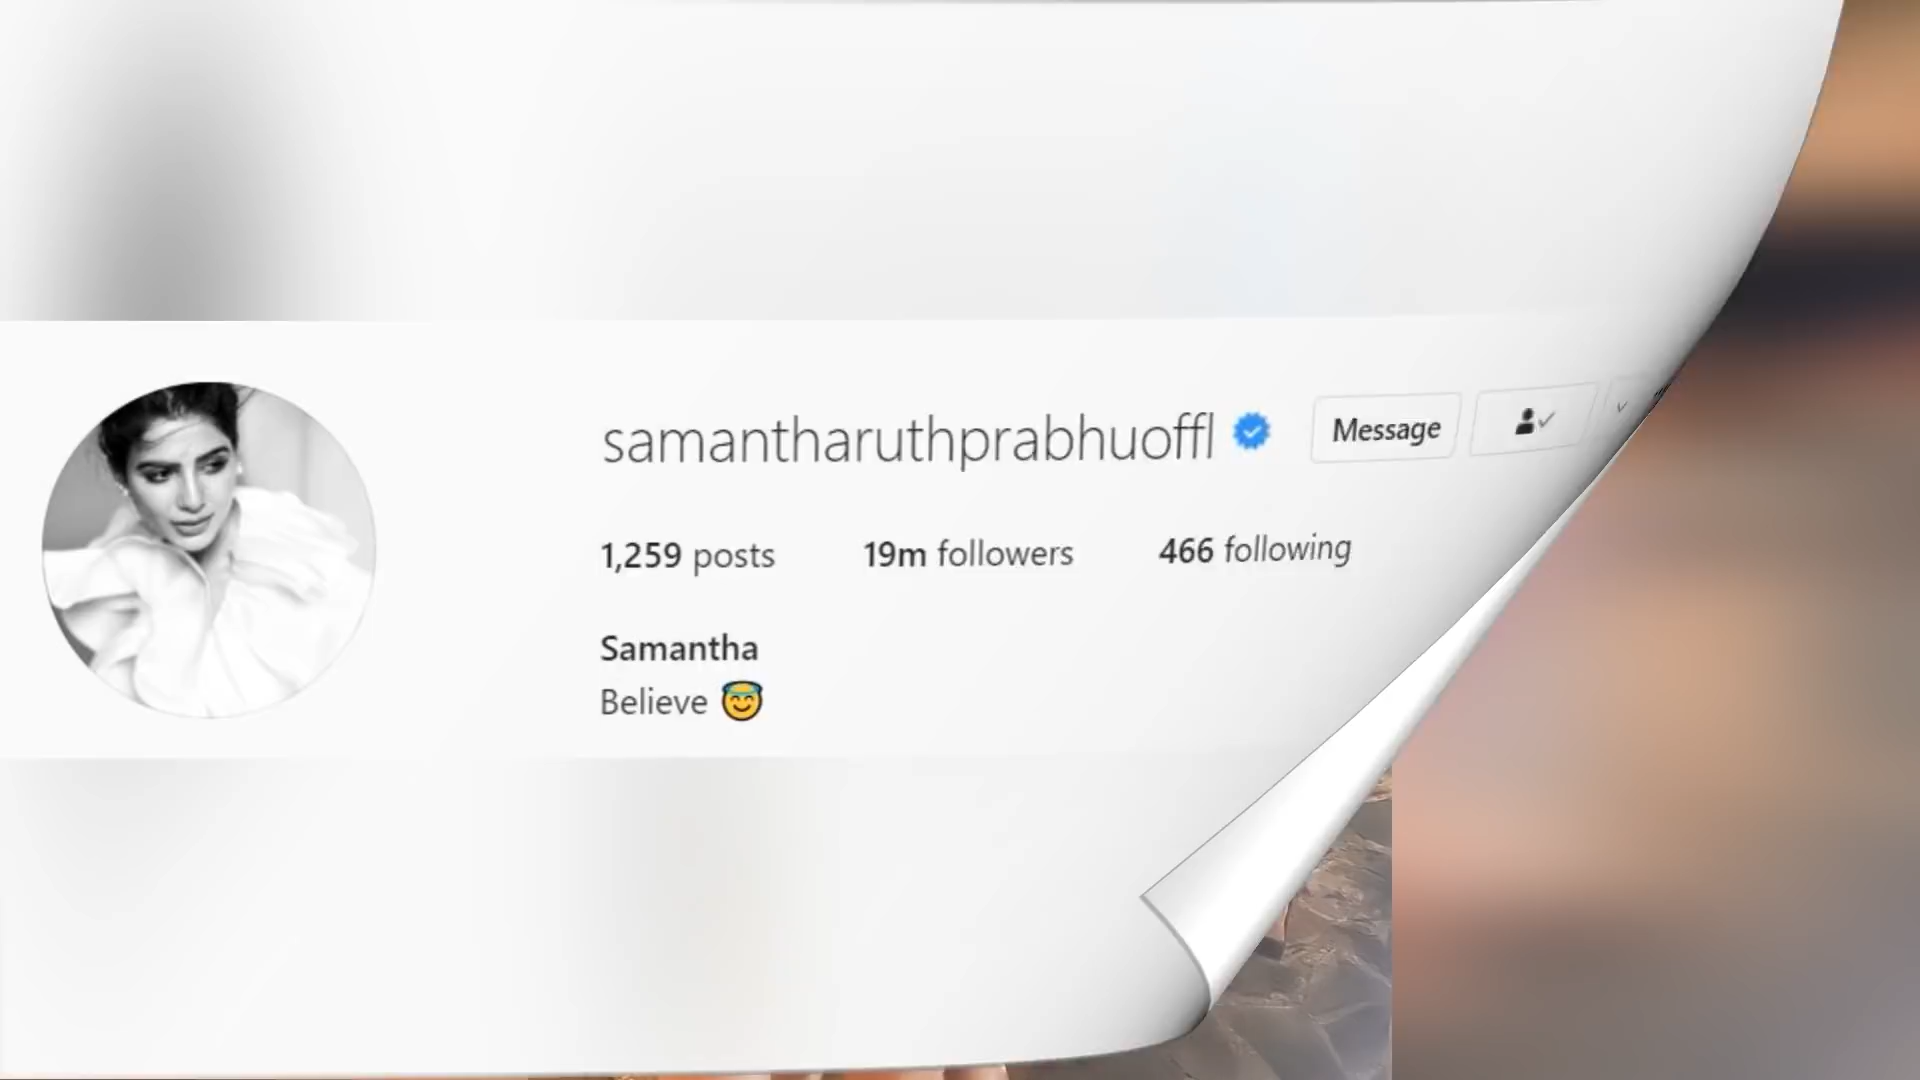 samantharuthprabhuoffl Message
1,259 posts 19m followers 466 following
Samantha
Believe 😇